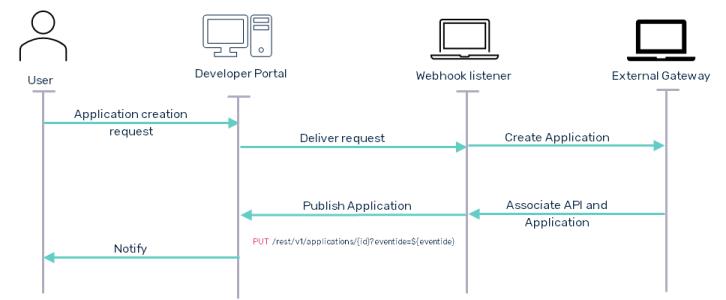 User
Developer Portal
Webhook listener
External Gateway
Application creation
request
Deliver request
Create Application
Publish Application
Associate API and
Application
PUT /rest/v1/applications/{id}?eventide=${eventide}
Notify